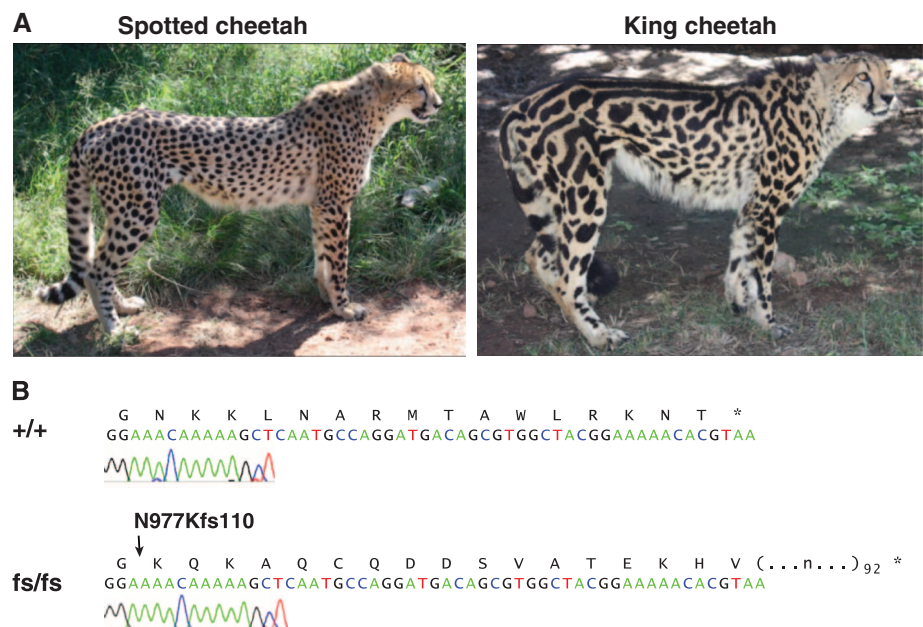 A
Spotted cheetah
King cheetah
B
+/+
G N K K L N A R M T A W L R K N T *
GGAAACAAAAAGCTCAATGCCAGGATGACAGCGTGGCTACGGAAAAACACGTAA
N977Kfs110
fs/fs
G K Q K A Q C Q D D S V A T E K H V (...n...)92 *
GGAAAACAAAAAGCTCAATGCCAGGATGACAGCGTGGCTACGGAAAAACACGTAA